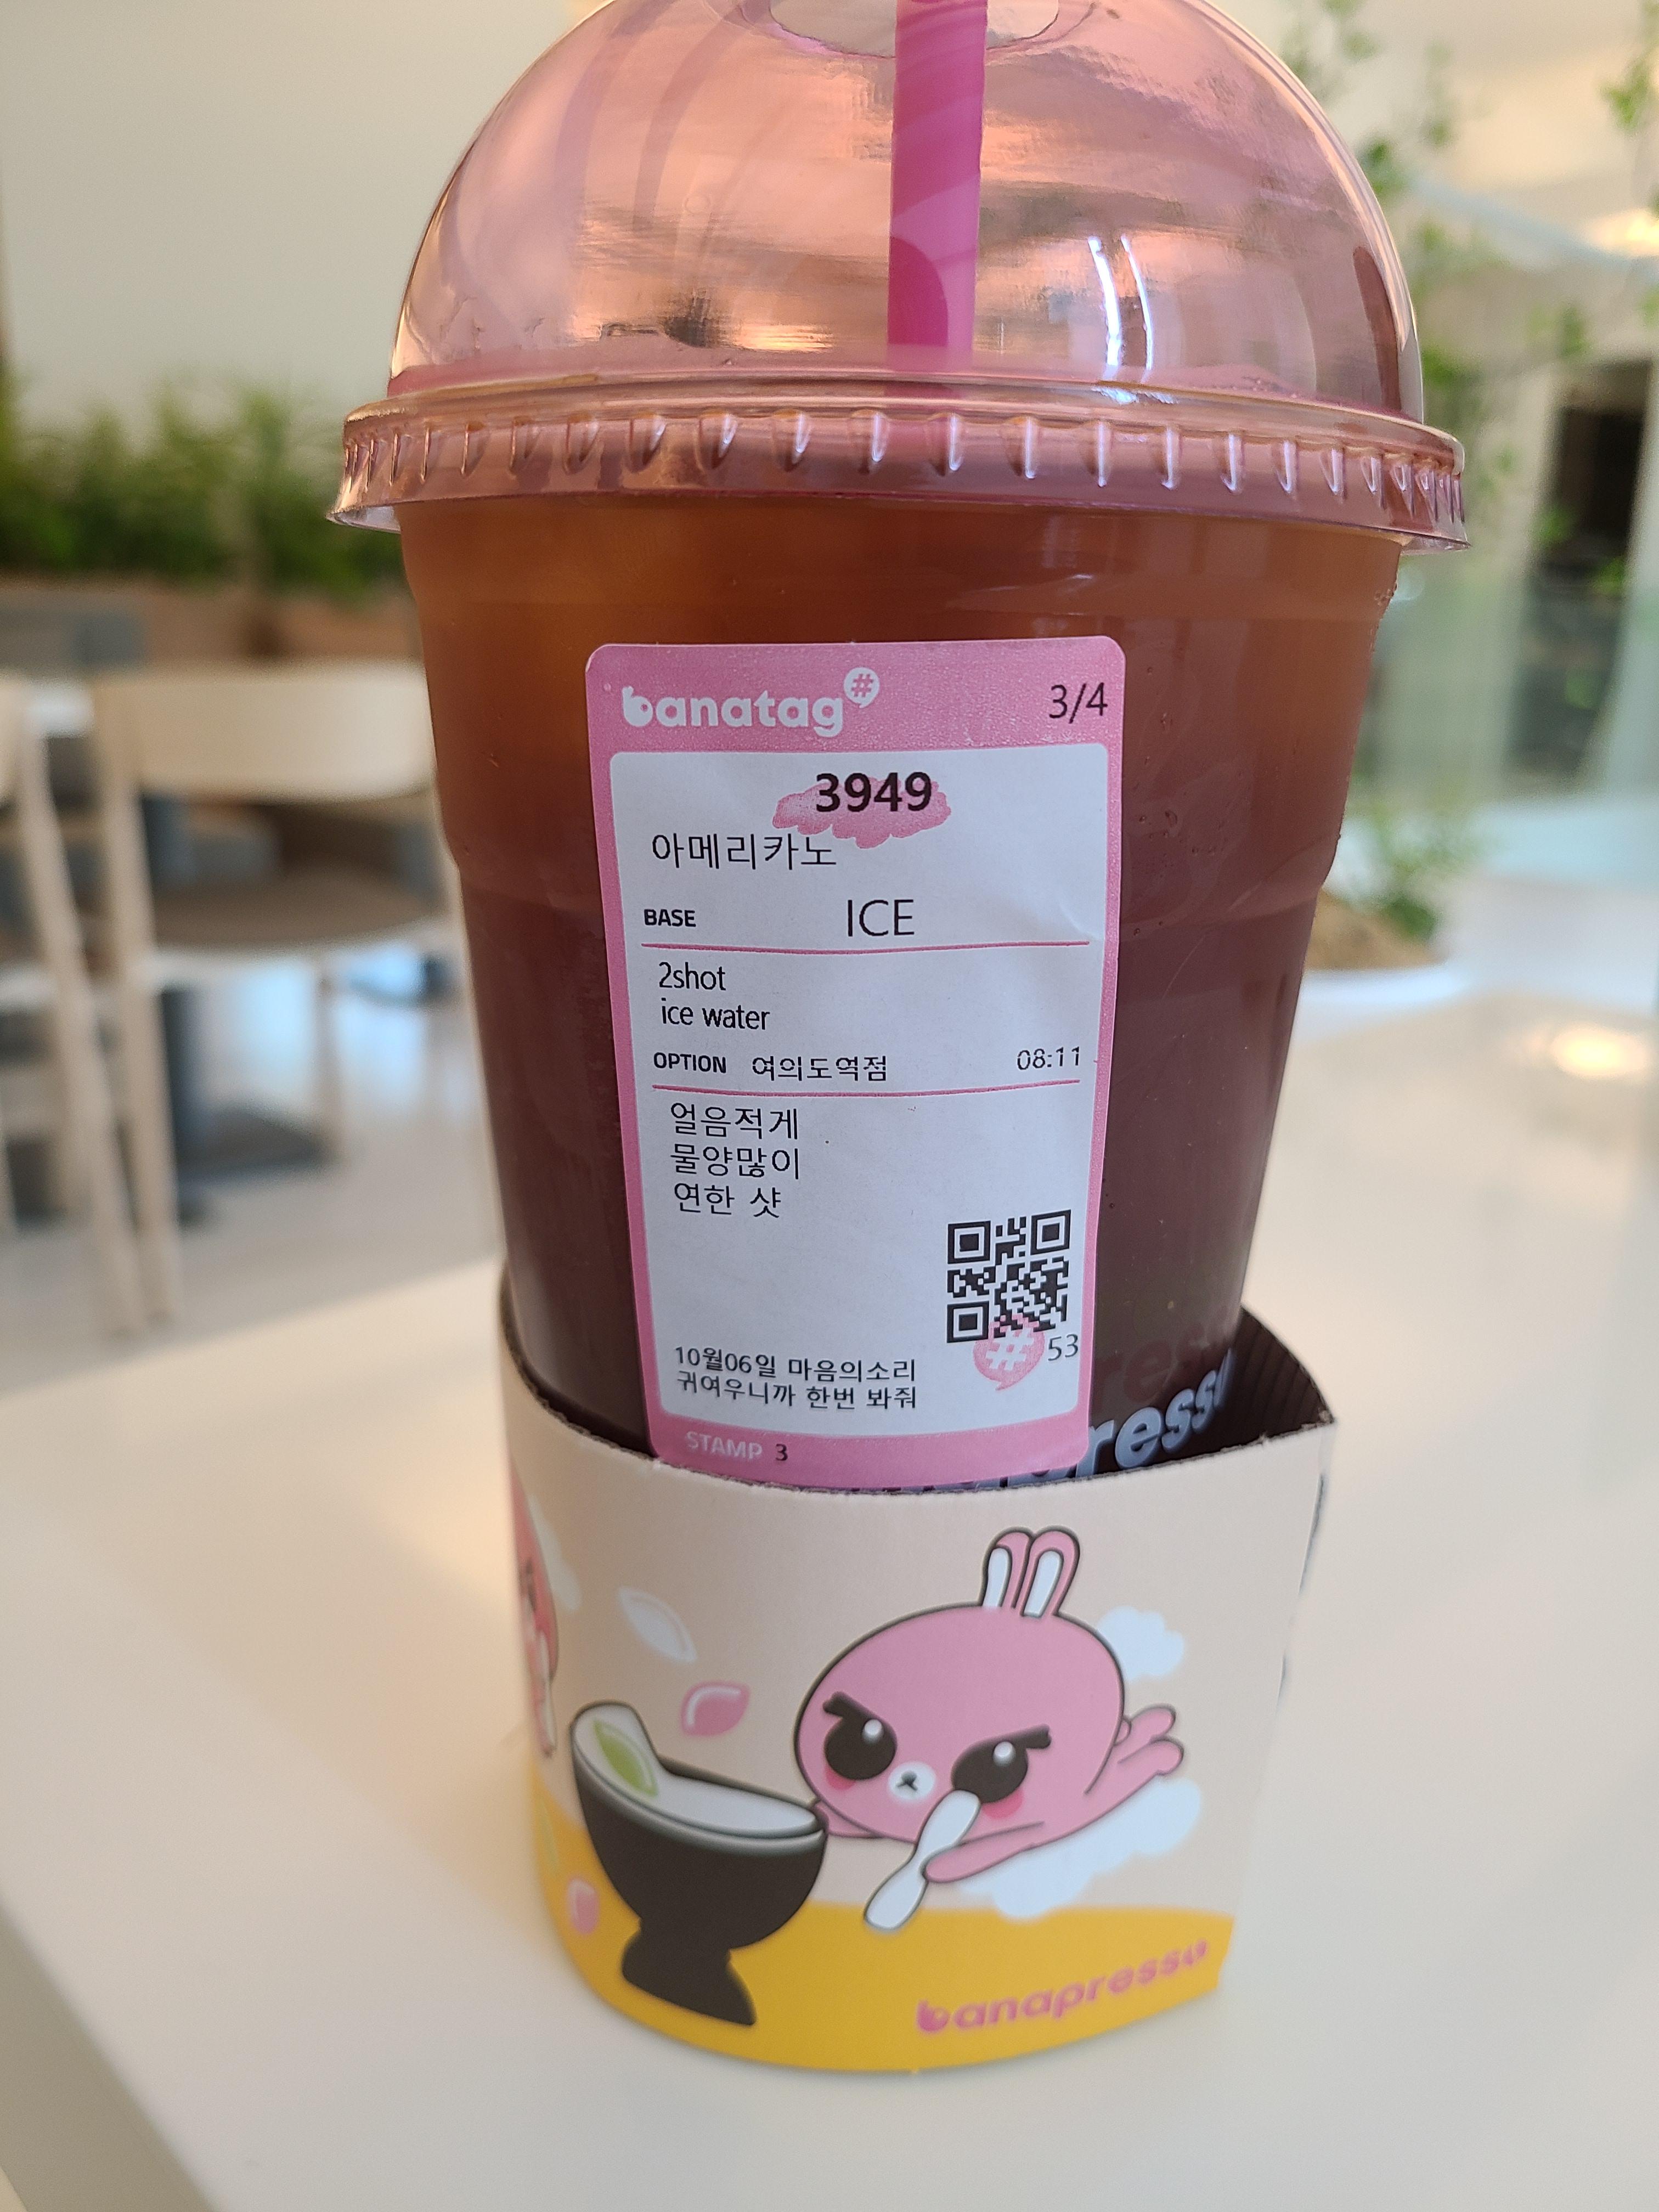 banatag# 3/4
3949
아메리카노
BASE ICE
2shot
ice water
OPTION 여의도역점 08:11
얼음적게
물양많이
연한 샷
# 53
10월06일 마음의소리
귀여우니까 한번 봐줘
STAMP 3
banapresso